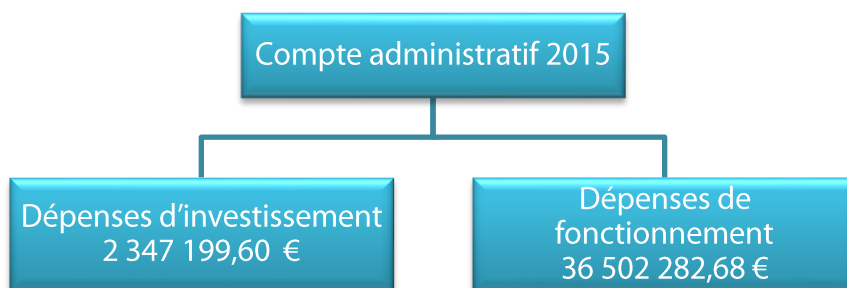 Compte administratif 2015
Dépenses d’investissement
2 347 199,60 €
Dépenses de
fonctionnement
36 502 282,68 €